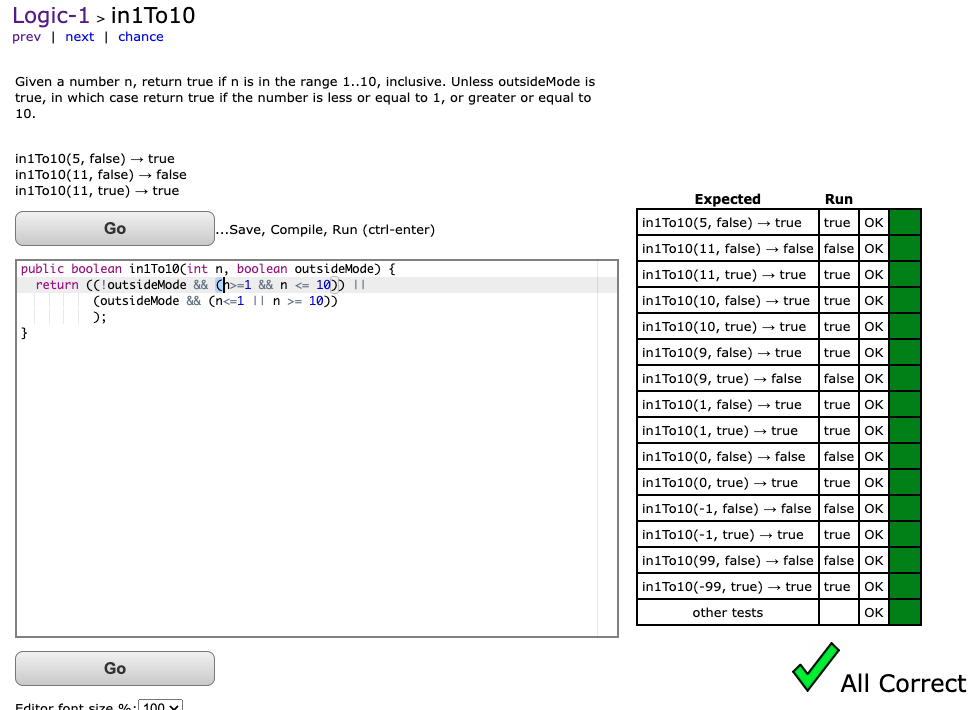 Logic-1 > in1To10
prev | next | chance
Given a number n, return true if n is in the range 1..10, inclusive. Unless outsideMode is
true, in which case return true if the number is less or equal to 1, or greater or equal to
10.
in1To10(5, false) → true
in1To10(11, false) → false
in1To10(11, true) → true
Go ...Save, Compile, Run (ctrl-enter)
public boolean in1To10(int n, boolean outsideMode) {
return ((!outsideMode && (n>=1 && n <= 10)) ||
(outsideMode && (n<=1 || n >= 10))
);
}
Go
Editor font size %: 100
Expected Run
in1To10(5, false) → true true OK
in1To10(11, false) → false false OK
in1To10(11, true) → true true OK
in1To10(10, false) → true true OK
in1To10(10, true) → true true OK
in1To10(9, false) → true true OK
in1To10(9, true) → false false OK
in1To10(1, false) → true true OK
in1To10(1, true) → true true OK
in1To10(0, false) → false false OK
in1To10(0, true) → true true OK
in1To10(-1, false) → false false OK
in1To10(-1, true) → true true OK
in1To10(99, false) → false false OK
in1To10(-99, true) → true true OK
other tests OK
All Correct